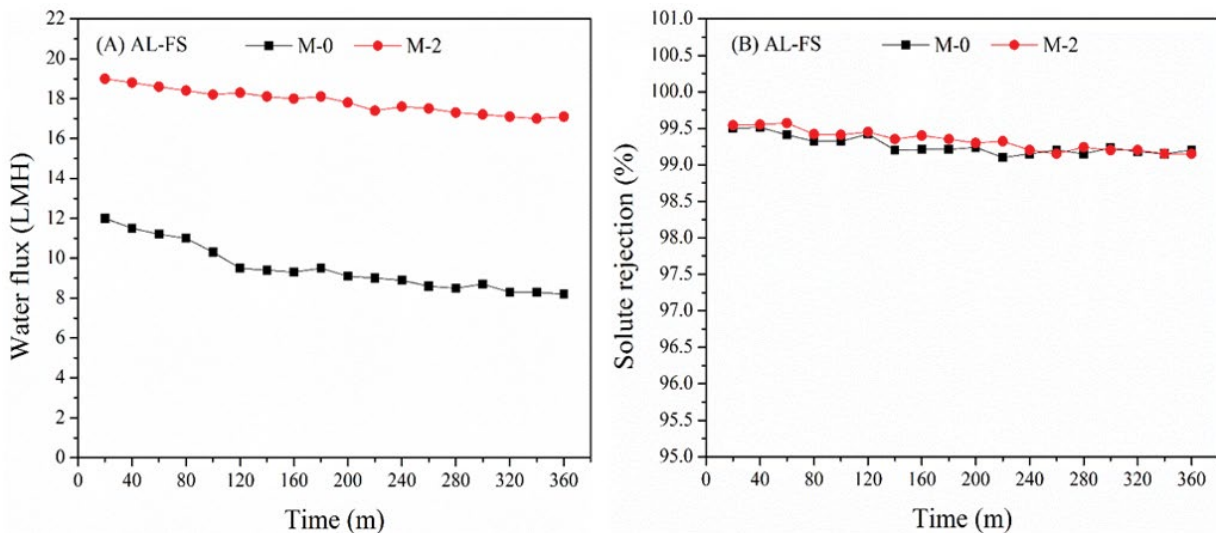 (A) AL-FS
M-0
M-2
Water flux (LMH)
22
20
18
16
14
12
10
8
6
4
2
0
0 40 80 120 160 200 240 280 320 360
Time (m)
(B) AL-FS
M-0
M-2
Solute rejection (%)
101.0
100.5
100.0
99.5
99.0
98.5
98.0
97.5
97.0
96.5
96.0
95.5
95.0
0 40 80 120 160 200 240 280 320 360
Time (m)